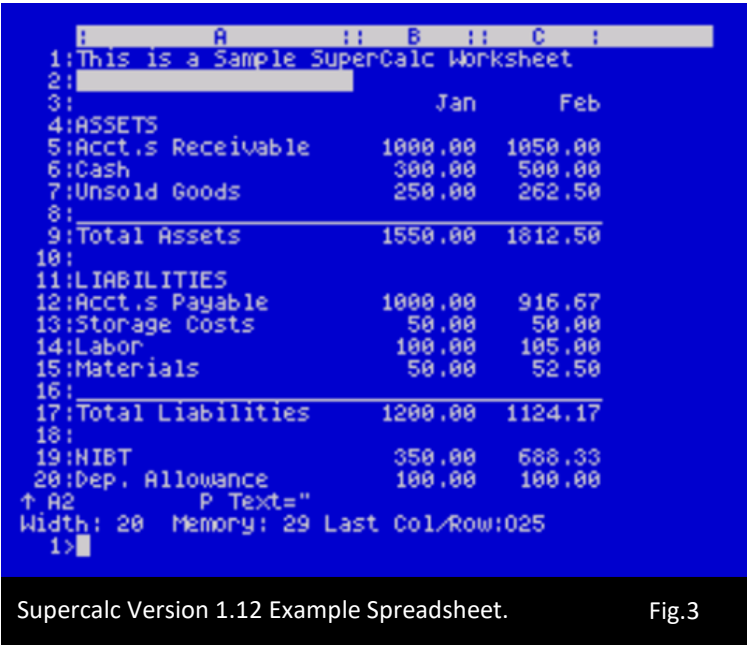 : A :: B :: C :
1:This is a Sample SuperCalc Worksheet
2:
3: Jan Feb
4:ASSETS
5:Acct.s Receivable 1000.00 1050.00
6:Cash 300.00 500.00
7:Unsold Goods 250.00 262.50
8:
9:Total Assets 1550.00 1812.50
10:
11:LIABILITIES
12:Acct.s Payable 1000.00 916.67
13:Storage Costs 50.00 50.00
14:Labor 100.00 105.00
15:Materials 50.00 52.50
16:
17:Total Liabilities 1200.00 1124.17
18:
19:NIBT 350.00 688.33
20:Dep. Allowance 100.00 100.00
↑ A2 P Text="
Width: 20 Memory: 29 Last Col/Row:O25
1>
Supercalc Version 1.12 Example Spreadsheet. Fig.3